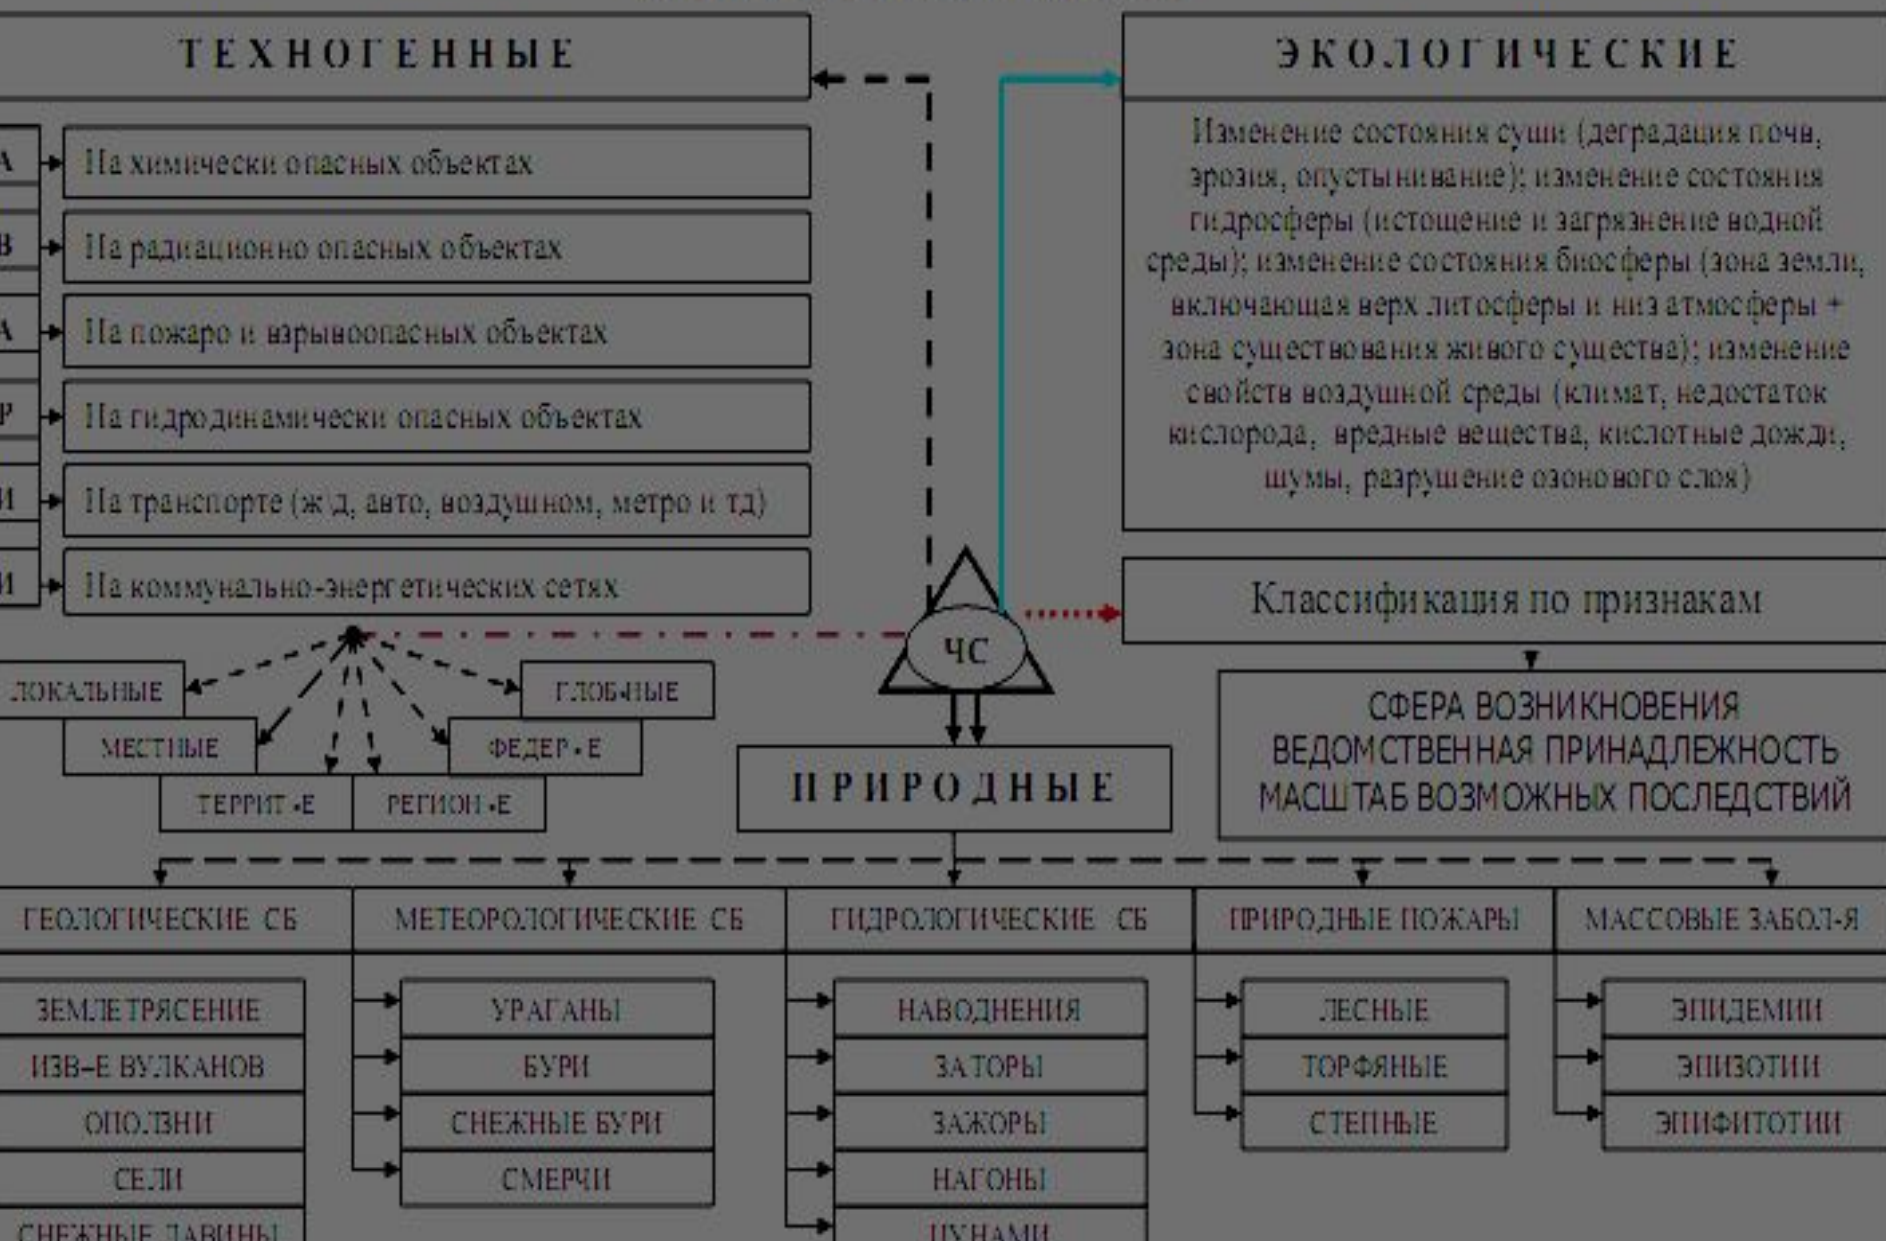 ТЕХНОГЕННЫЕ
А
На химически опасных объектах
В
На радиационно опасных объектах
А
На пожаро и взрывоопасных объектах
Р
На гидродинамически опасных объектах
И
На транспорте (ж\д, авто, воздушном, метро и тд)
И
На коммунально-энергетических сетях
ЭКОЛОГИЧЕСКИЕ
Изменение состояния суши (деградация почв,
эрозия, опустынивание); изменение состояния
гидросферы (истощение и загрязнение водной
среды); изменение состояния биосферы (зона земли,
включающая верх литосферы и низ атмосферы +
зона существования живого существа); изменение
свойств воздушной среды (климат, недостаток
кислорода, вредные вещества, кислотные дожди,
шумы, разрушение озонового слоя)
ЧС
Классификация по признакам
СФЕРА ВОЗНИКНОВЕНИЯ
ВЕДОМСТВЕННАЯ ПРИНАДЛЕЖНОСТЬ
МАСШТАБ ВОЗМОЖНЫХ ПОСЛЕДСТВИЙ
ЛОКАЛЬНЫЕ
МЕСТНЫЕ
ТЕРРИТ-Е
РЕГИОН-Е
ФЕДЕР-Е
ГЛОБ-НЫЕ
ПРИРОДНЫЕ
ГЕОЛОГИЧЕСКИЕ СБ
ЗЕМЛЕТРЯСЕНИЕ
ИЗВ-Е ВУЛКАНОВ
ОПОЛЗНИ
СЕЛИ
СНЕЖНЫЕ ЛАВИНЫ
МЕТЕОРОЛОГИЧЕСКИЕ СБ
УРАГАНЫ
БУРИ
СНЕЖНЫЕ БУРИ
СМЕРЧИ
ГИДРОЛОГИЧЕСКИЕ СБ
НАВОДНЕНИЯ
ЗАТОРЫ
ЗАЖОРЫ
НАГОНЫ
ЦУНАМИ
ПРИРОДНЫЕ ПОЖАРЫ
ЛЕСНЫЕ
ТОРФЯНЫЕ
СТЕПНЫЕ
МАССОВЫЕ ЗАБОЛ-Я
ЭПИДЕМИИ
ЭПИЗОТИИ
ЭПИФИТОТИИ